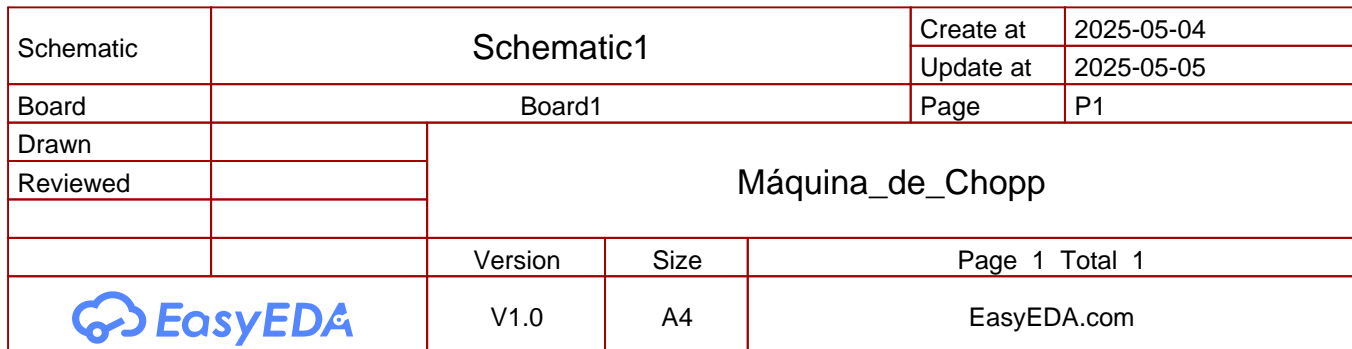 Schematic
Schematic1
Create at 2025-05-04
Update at 2025-05-05
Board Board1 Page P1
Drawn
Reviewed
Máquina_de_Chopp
Version Size Page 1 Total 1
EasyEDA V1.0 A4 EasyEDA.com